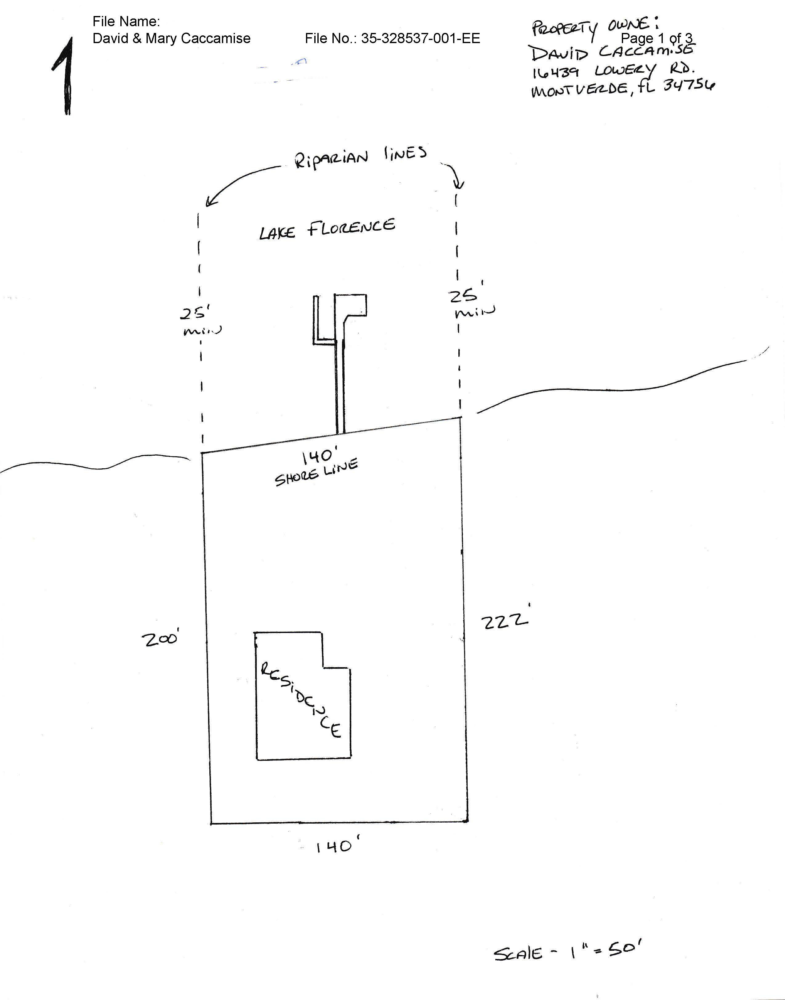 File Name:
David & Mary Caccamise
File No.: 35-328537-001-EE
Page 1 of 3
PROPERTY OWNE:
DAVID CACCAMISE
16439 LOWERY RD.
MONTVERDE, FL 34756
1
RIPARIAN LINES
LAKE FLORENCE
25'
MIN
25'
MIN
140'
SHORE LINE
200'
222'
RESIDENCE
140'
SCALE - 1" = 50'